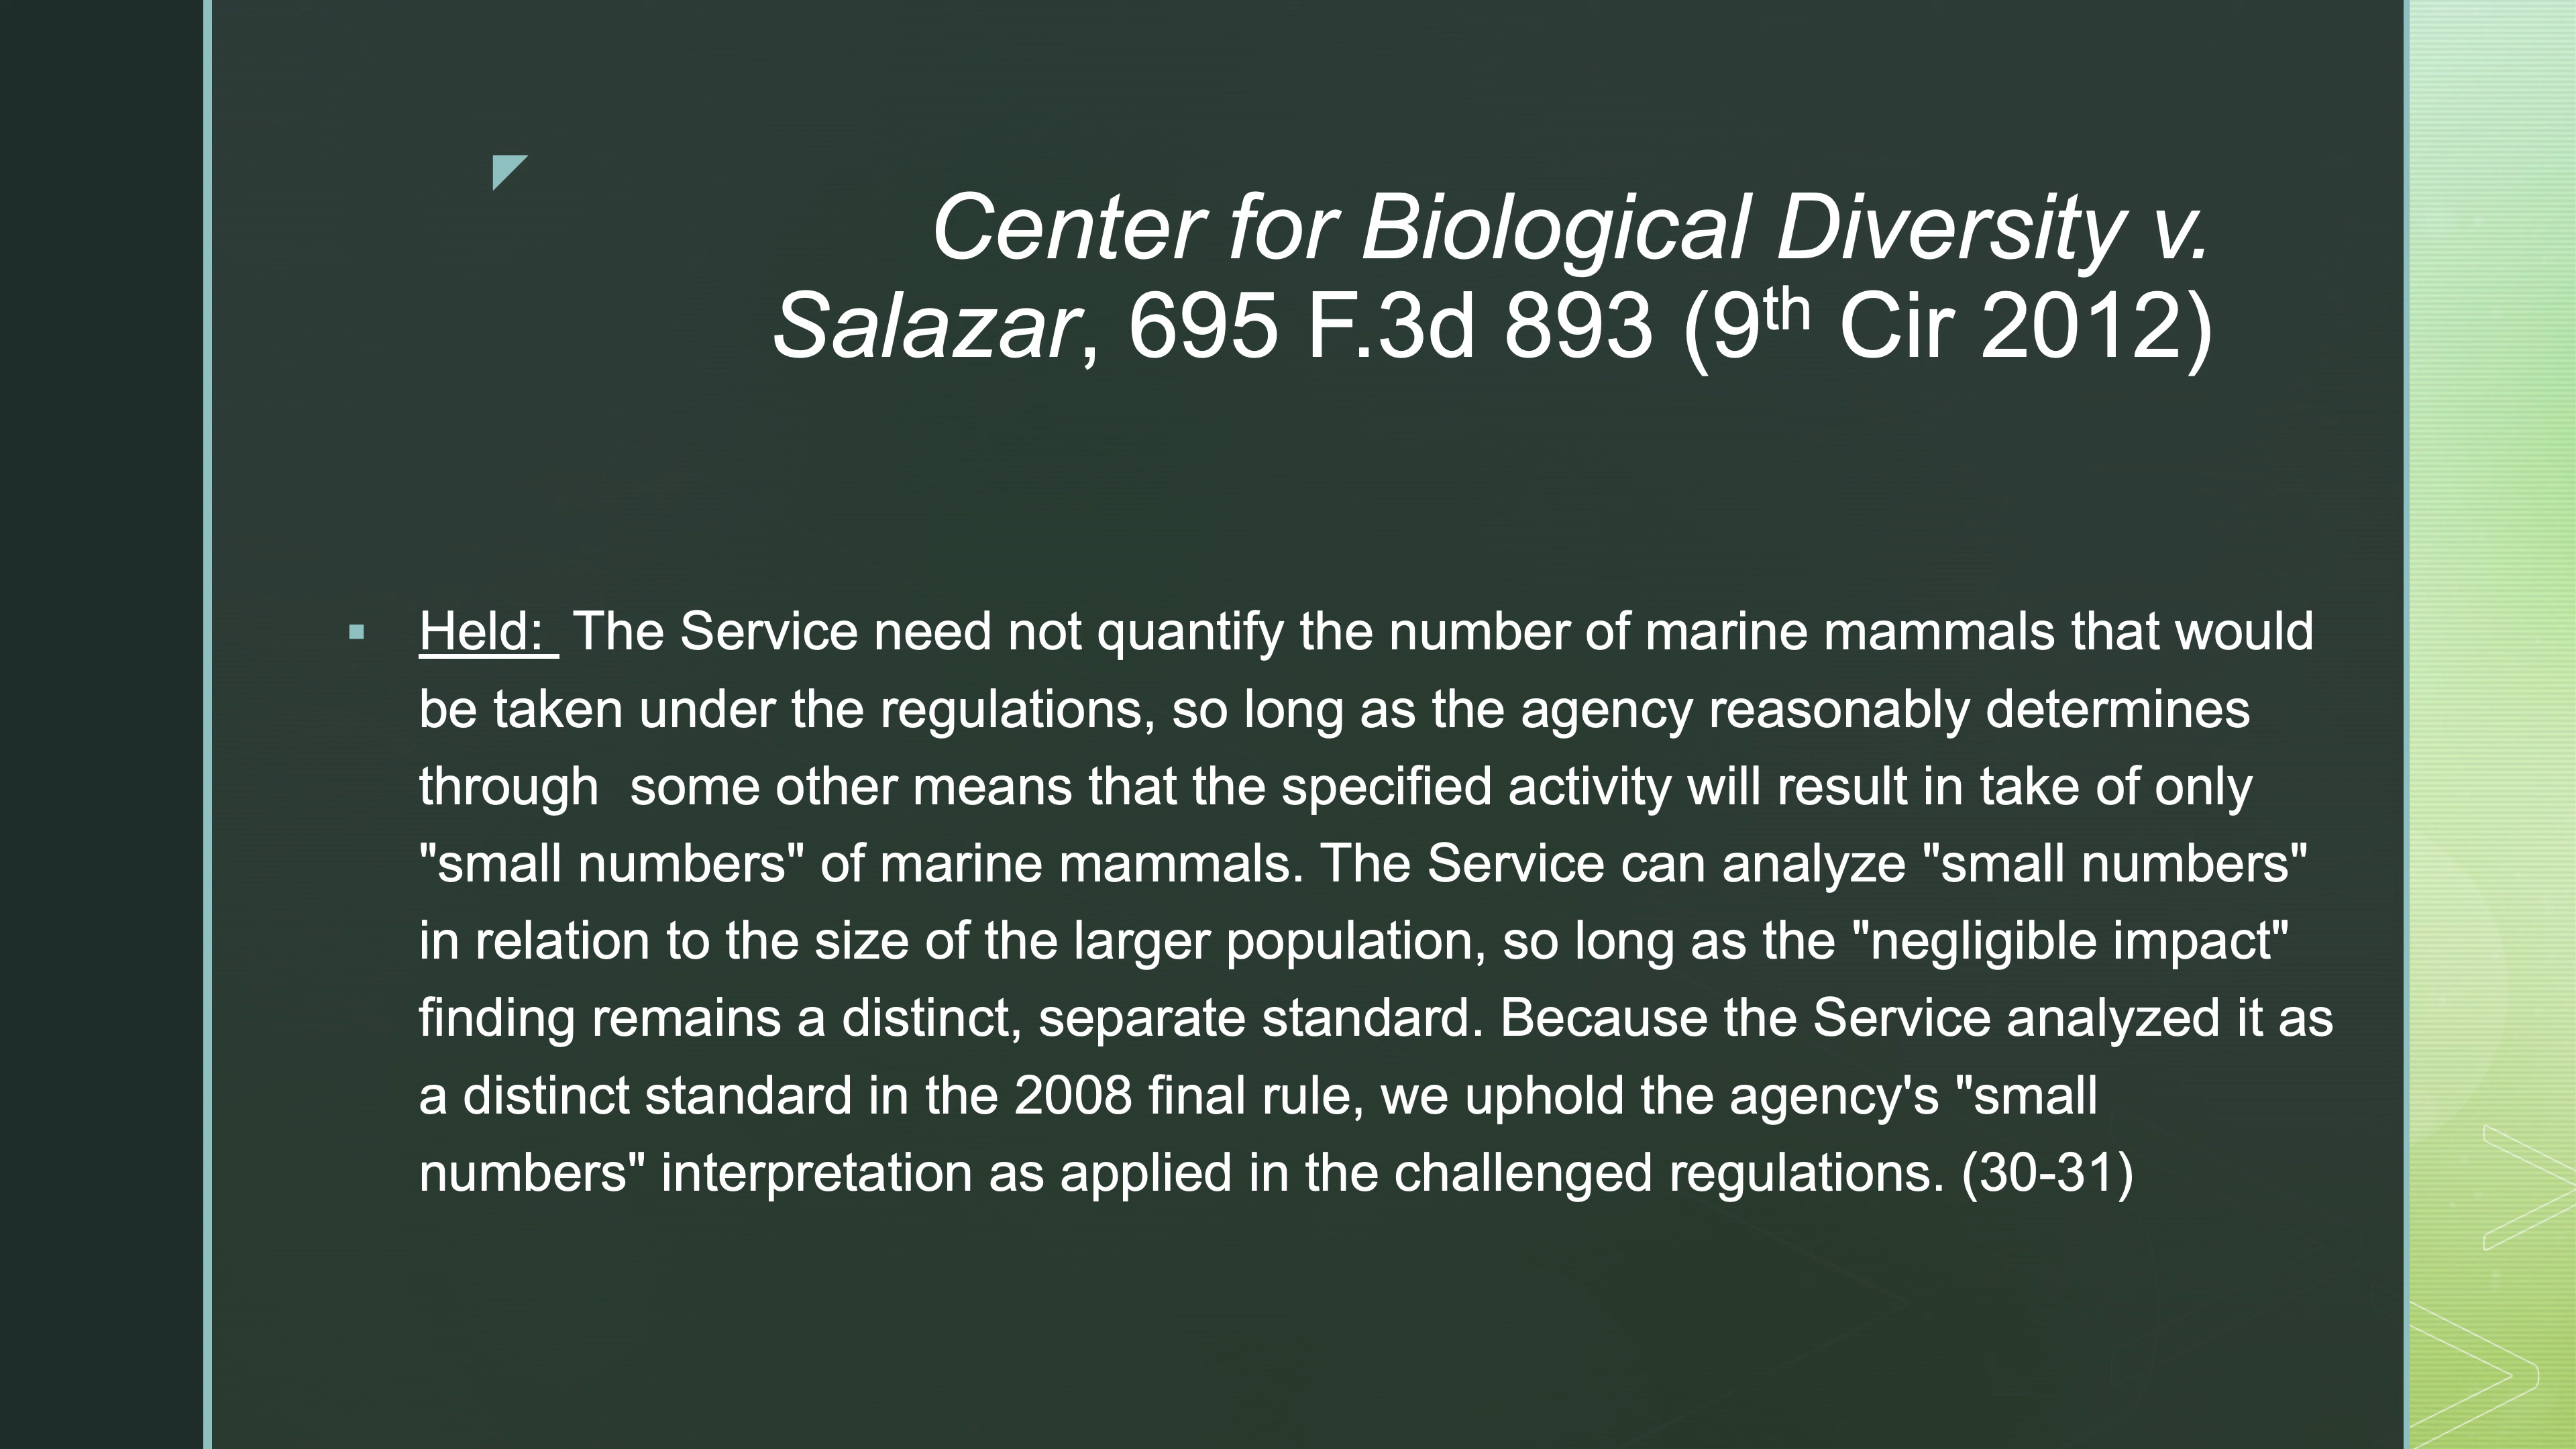 Center for Biological Diversity v.
Salazar, 695 F.3d 893 (9th Cir 2012)
Held:  The Service need not quantify the number of marine mammals that would
be taken under the regulations, so long as the agency reasonably determines
through  some other means that the specified activity will result in take of only
"small numbers" of marine mammals. The Service can analyze "small numbers"
in relation to the size of the larger population, so long as the "negligible impact"
finding remains a distinct, separate standard. Because the Service analyzed it as
a distinct standard in the 2008 final rule, we uphold the agency's "small
numbers" interpretation as applied in the challenged regulations. (30-31)